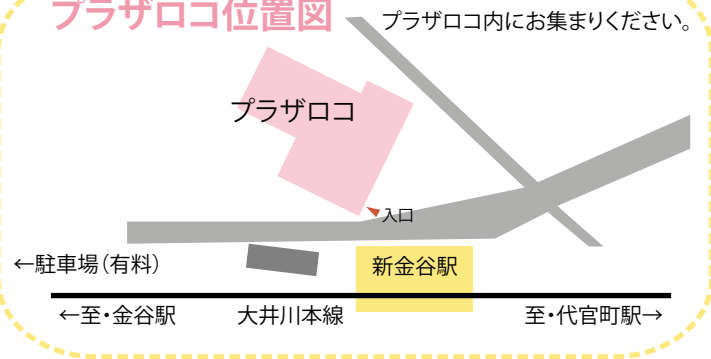 プラザロコ位置図
プラザロコ内にお集まりください。
プラザロコ
入口
←駐車場（有料）
新金谷駅
←至・金谷駅
大井川本線
至・代官町駅→